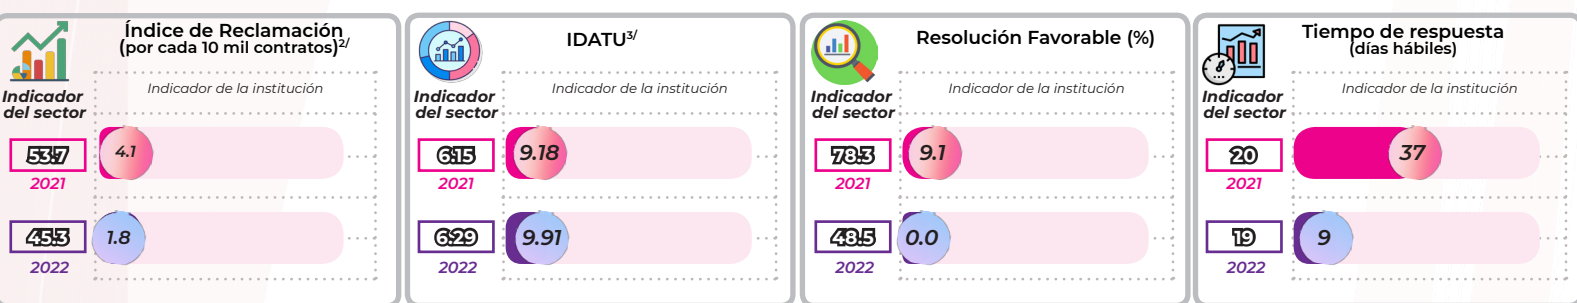 Índice de Reclamación
(por cada 10 mil contratos)2/
Indicador de la institución
Indicador
del sector
53.7
2021
4.1
45.3
2022
1.8
IDATU3/
Indicador de la institución
Indicador
del sector
6.15
2021
9.18
6.29
2022
9.91
Resolución Favorable (%)
Indicador de la institución
Indicador
del sector
78.3
2021
9.1
48.5
2022
0.0
Tiempo de respuesta
(días hábiles)
Indicador de la institución
Indicador
del sector
20
2021
37
19
2022
9